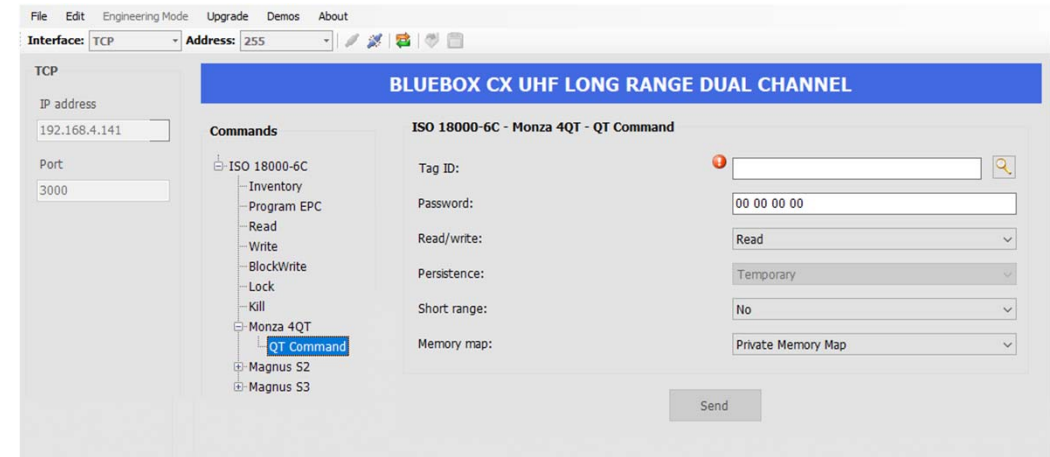 File Edit Engineering Mode Upgrade Demos About
Interface: TCP Address: 255
TCP
IP address
192.168.4.141
Port
3000
BLUEBOX CX UHF LONG RANGE DUAL CHANNEL
Commands
ISO 18000-6C
Inventory
Program EPC
Read
Write
BlockWrite
Lock
Kill
Monza 4QT
QT Command
Magnus S2
Magnus S3
ISO 18000-6C - Monza 4QT - QT Command
Tag ID:
Password: 00 00 00 00
Read/write: Read
Persistence: Temporary
Short range: No
Memory map: Private Memory Map
Send